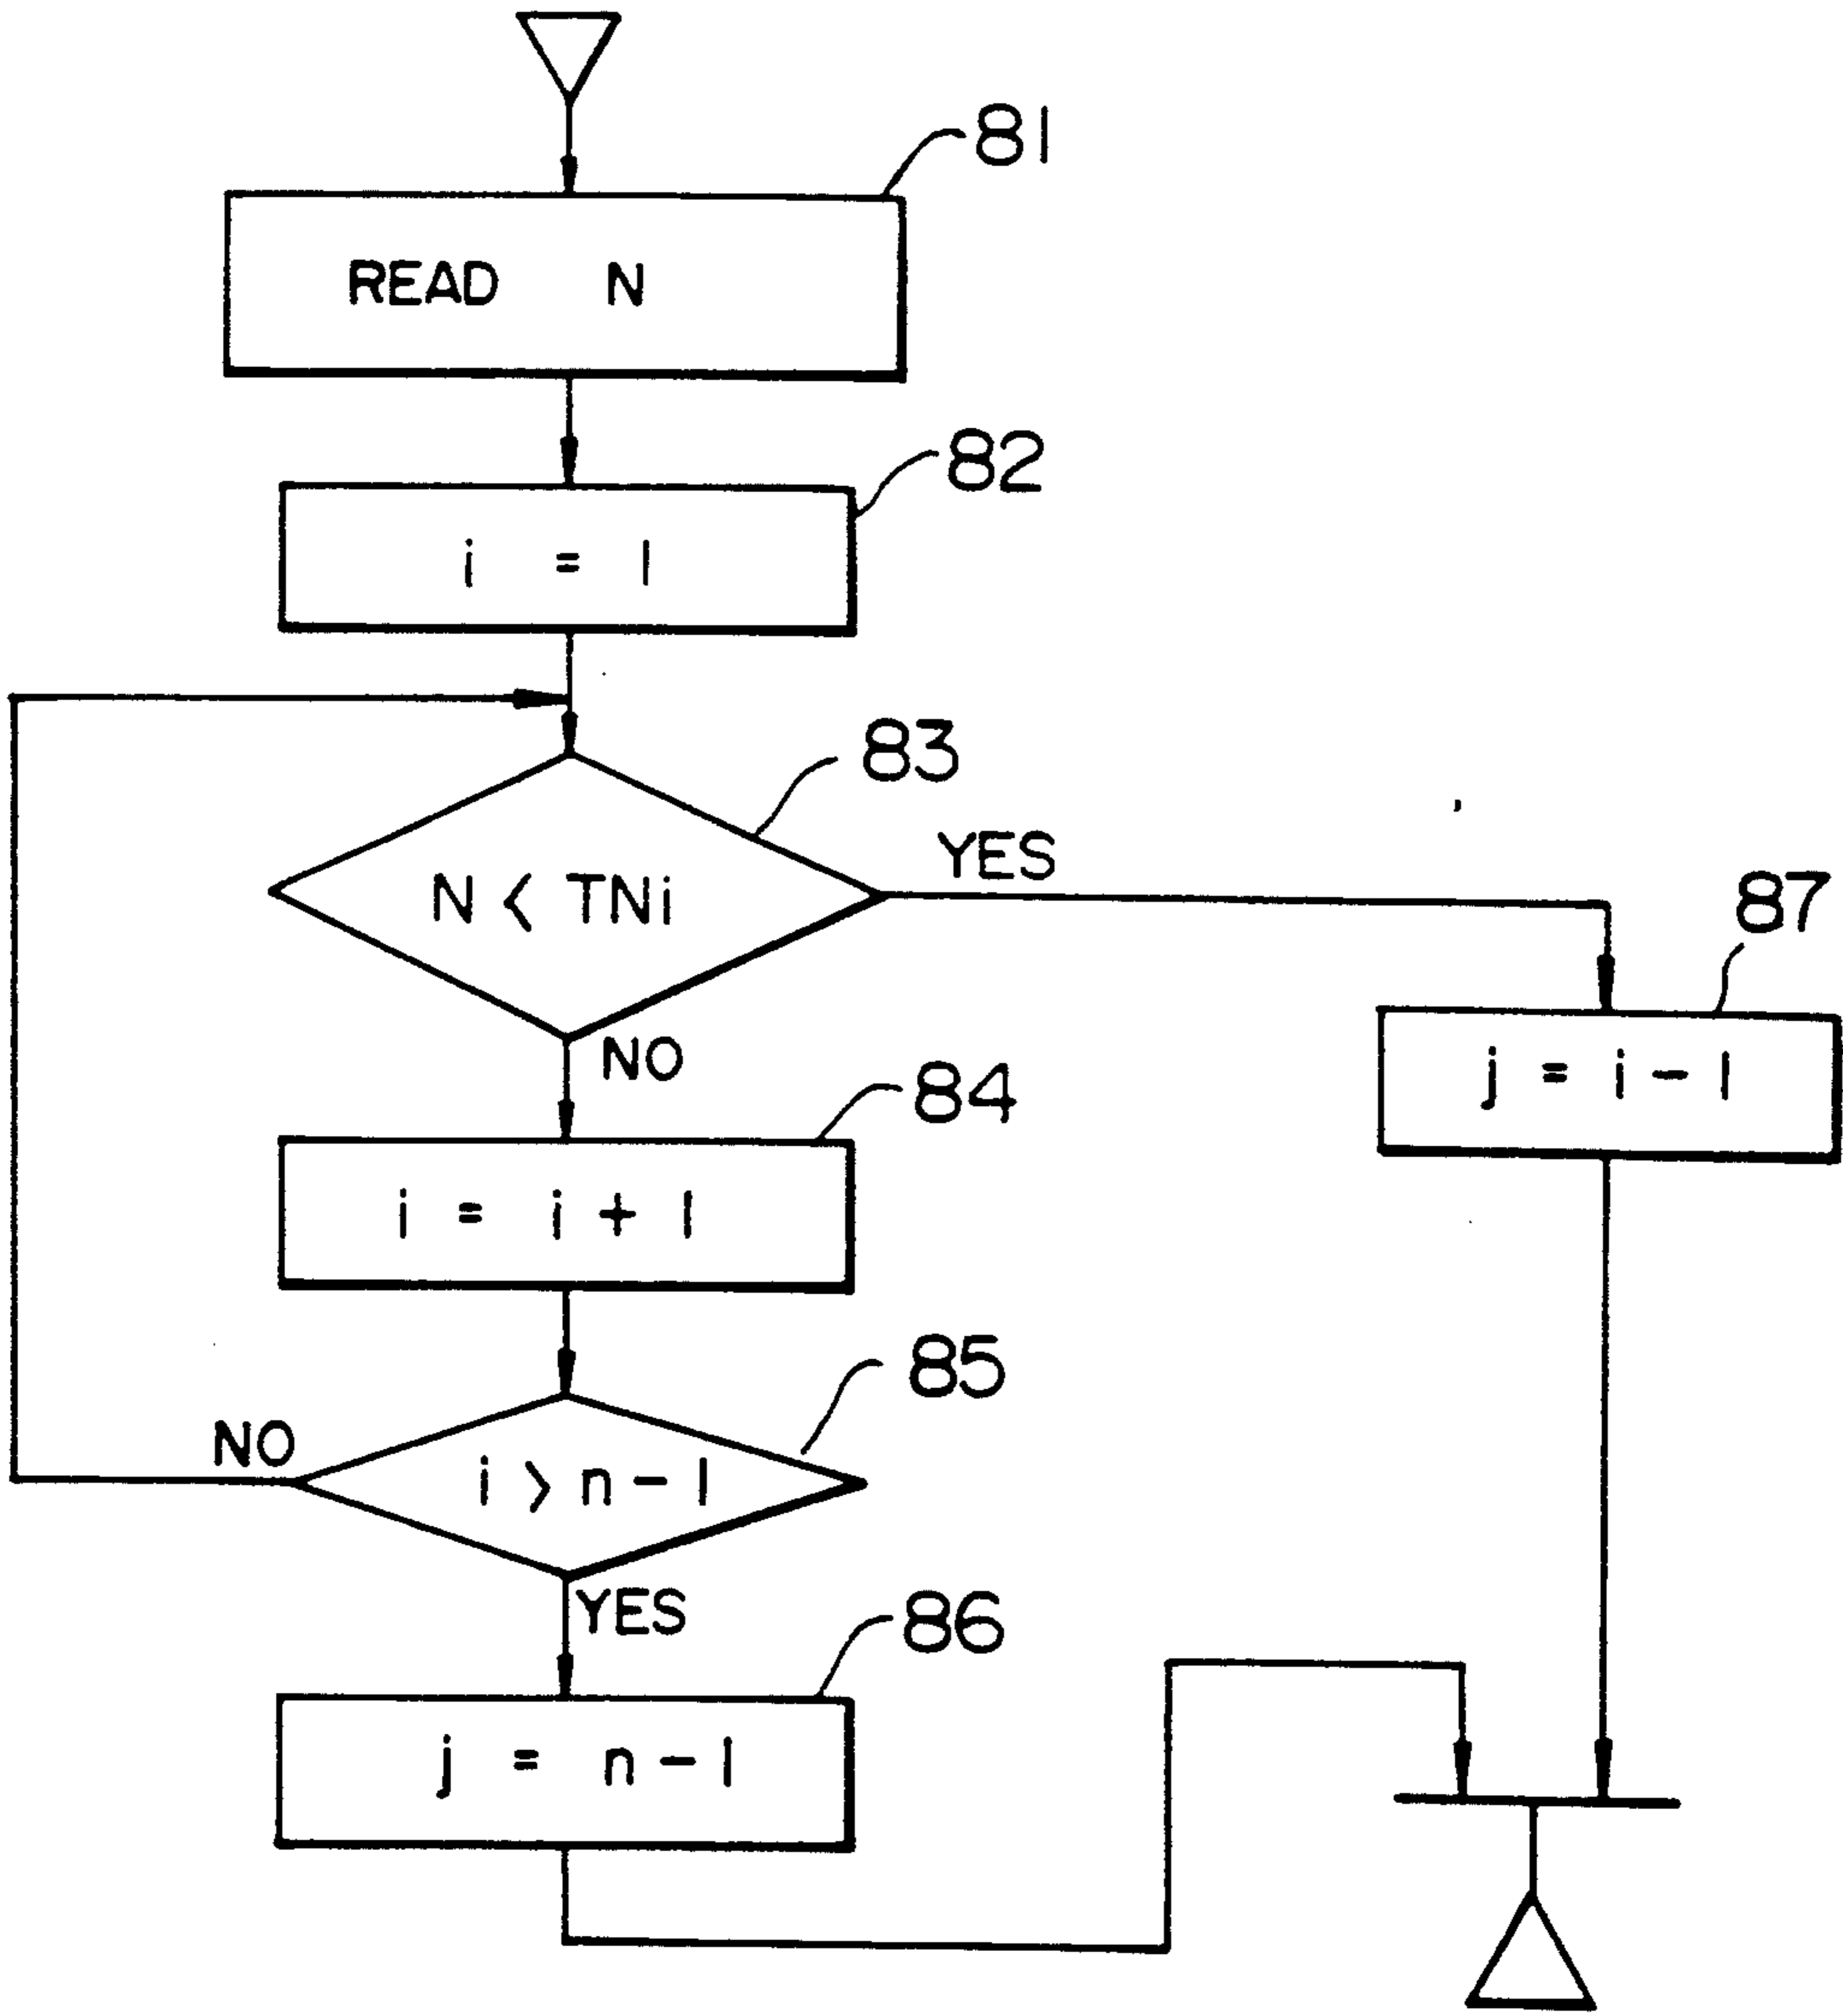 81
READ N
82
i = 1
83
N < TNi
YES
87
j = i - 1
NO
84
i = i + 1
85
NO
i > n - 1
YES
86
j = n - 1